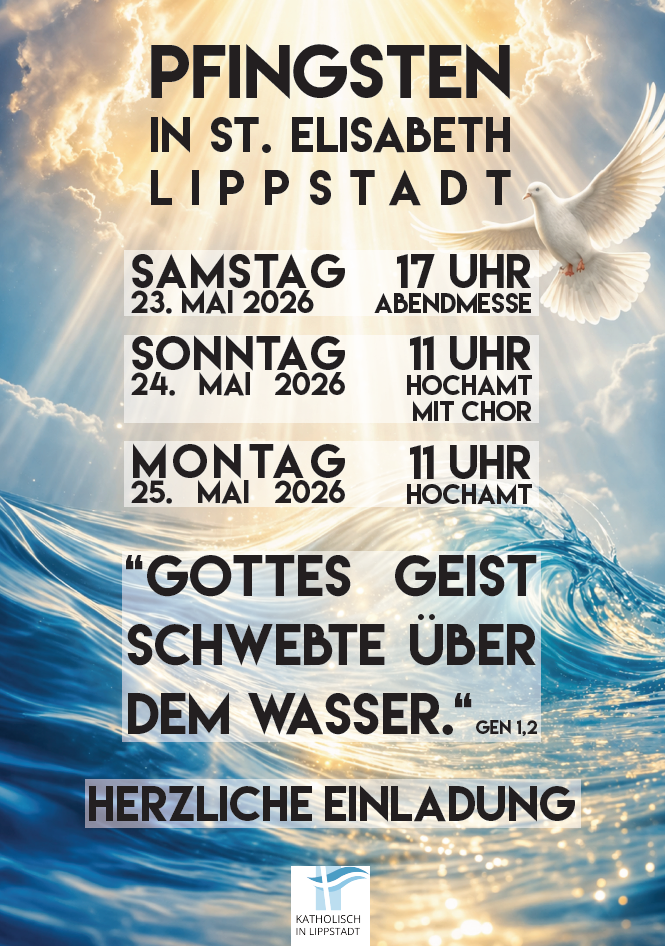 PFINGSTEN
IN ST. ELISABETH
LIPPSTADT
SAMSTAG 17 UHR
23. MAI 2026 ABENDMESSE
SONNTAG 11 UHR
24. MAI 2026 HOCHAMT
MIT CHOR
MONTAG 11 UHR
25. MAI 2026 HOCHAMT
“GOTTES GEIST
SCHWEBTE ÜBER
DEM WASSER.“ GEN 1,2
HERZLICHE EINLADUNG
KATHOLISCH
IN LIPPSTADT